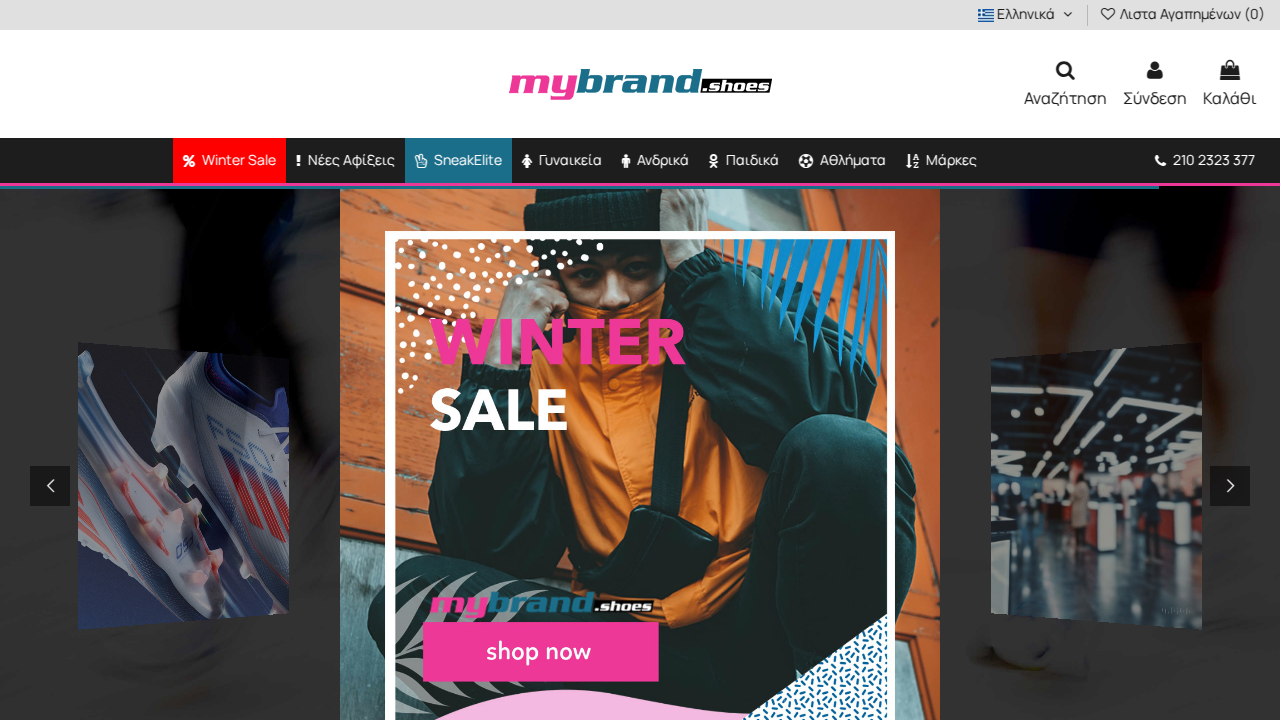 Ελληνικά
Λιστα Αγαπημένων (0)
mybrand.shoes
Αναζήτηση
Σύνδεση
Καλάθι
Winter Sale
Νέες Αφίξεις
SneakElite
Γυναικεία
Ανδρικά
Παιδικά
Αθλήματα
Μάρκες
210 2323 377
WINTER
SALE
F50
mybrand.shoes
shop now